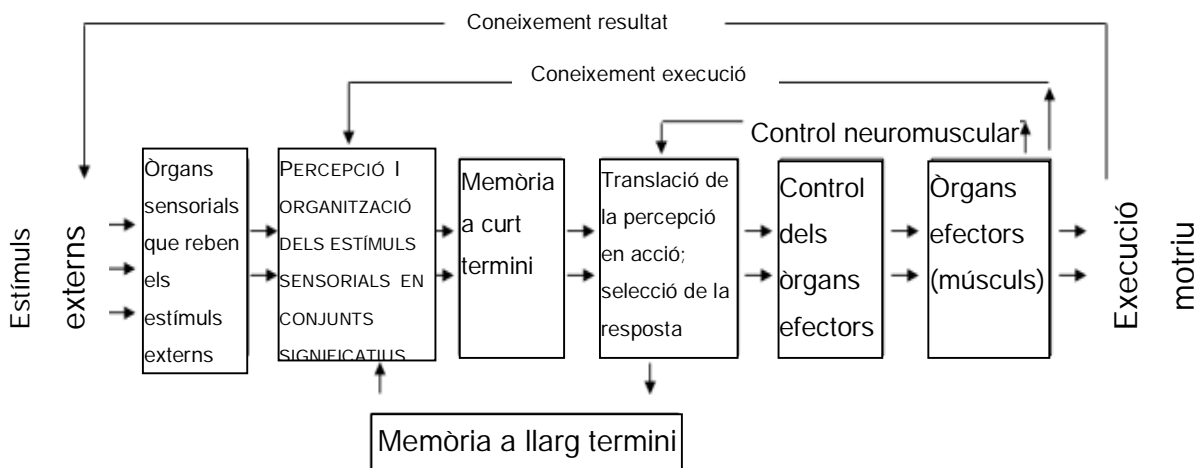 Coneixement resultat
Coneixement execució
Control neuromuscular
Estímuls
externs
Òrgans
sensorials
que reben
els
estímuls
externs
PERCEPCIÓ I
ORGANITZACIÓ
DELS ESTÍMULS
SENSORIALS EN
CONJUNTS
SIGNIFICATIUS
Memòria
a curt
termini
Translació de
la percepció
en acció;
selecció de la
resposta
Control
dels
òrgans
efectors
Òrgans
efectors
(músculs)
Execució
motriu
Memòria a llarg termini